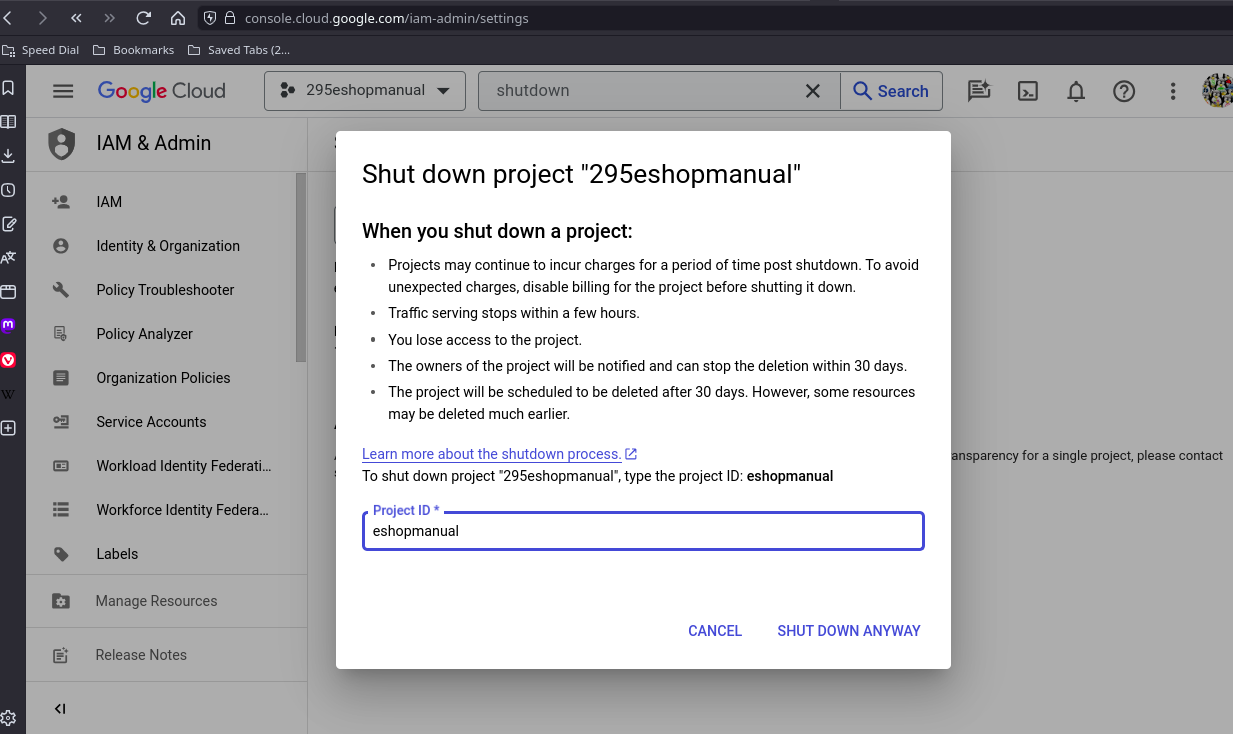 console.cloud.google.com/iam-admin/settings
Speed Dial
Bookmarks
Saved Tabs (2...
Google Cloud
295eshopmanual
shutdown
Search
IAM & Admin
IAM
Identity & Organization
Policy Troubleshooter
Policy Analyzer
Organization Policies
Service Accounts
Workload Identity Federati...
Workforce Identity Federa...
Labels
Manage Resources
Release Notes
Shut down project "295eshopmanual"
When you shut down a project:
• Projects may continue to incur charges for a period of time post shutdown. To avoid
unexpected charges, disable billing for the project before shutting it down.
• Traffic serving stops within a few hours.
• You lose access to the project.
• The owners of the project will be notified and can stop the deletion within 30 days.
• The project will be scheduled to be deleted after 30 days. However, some resources
may be deleted much earlier.
Learn more about the shutdown process.
To shut down project "295eshopmanual", type the project ID: eshopmanual
Project ID *
eshopmanual
CANCEL
SHUT DOWN ANYWAY
ansparency for a single project, please contact